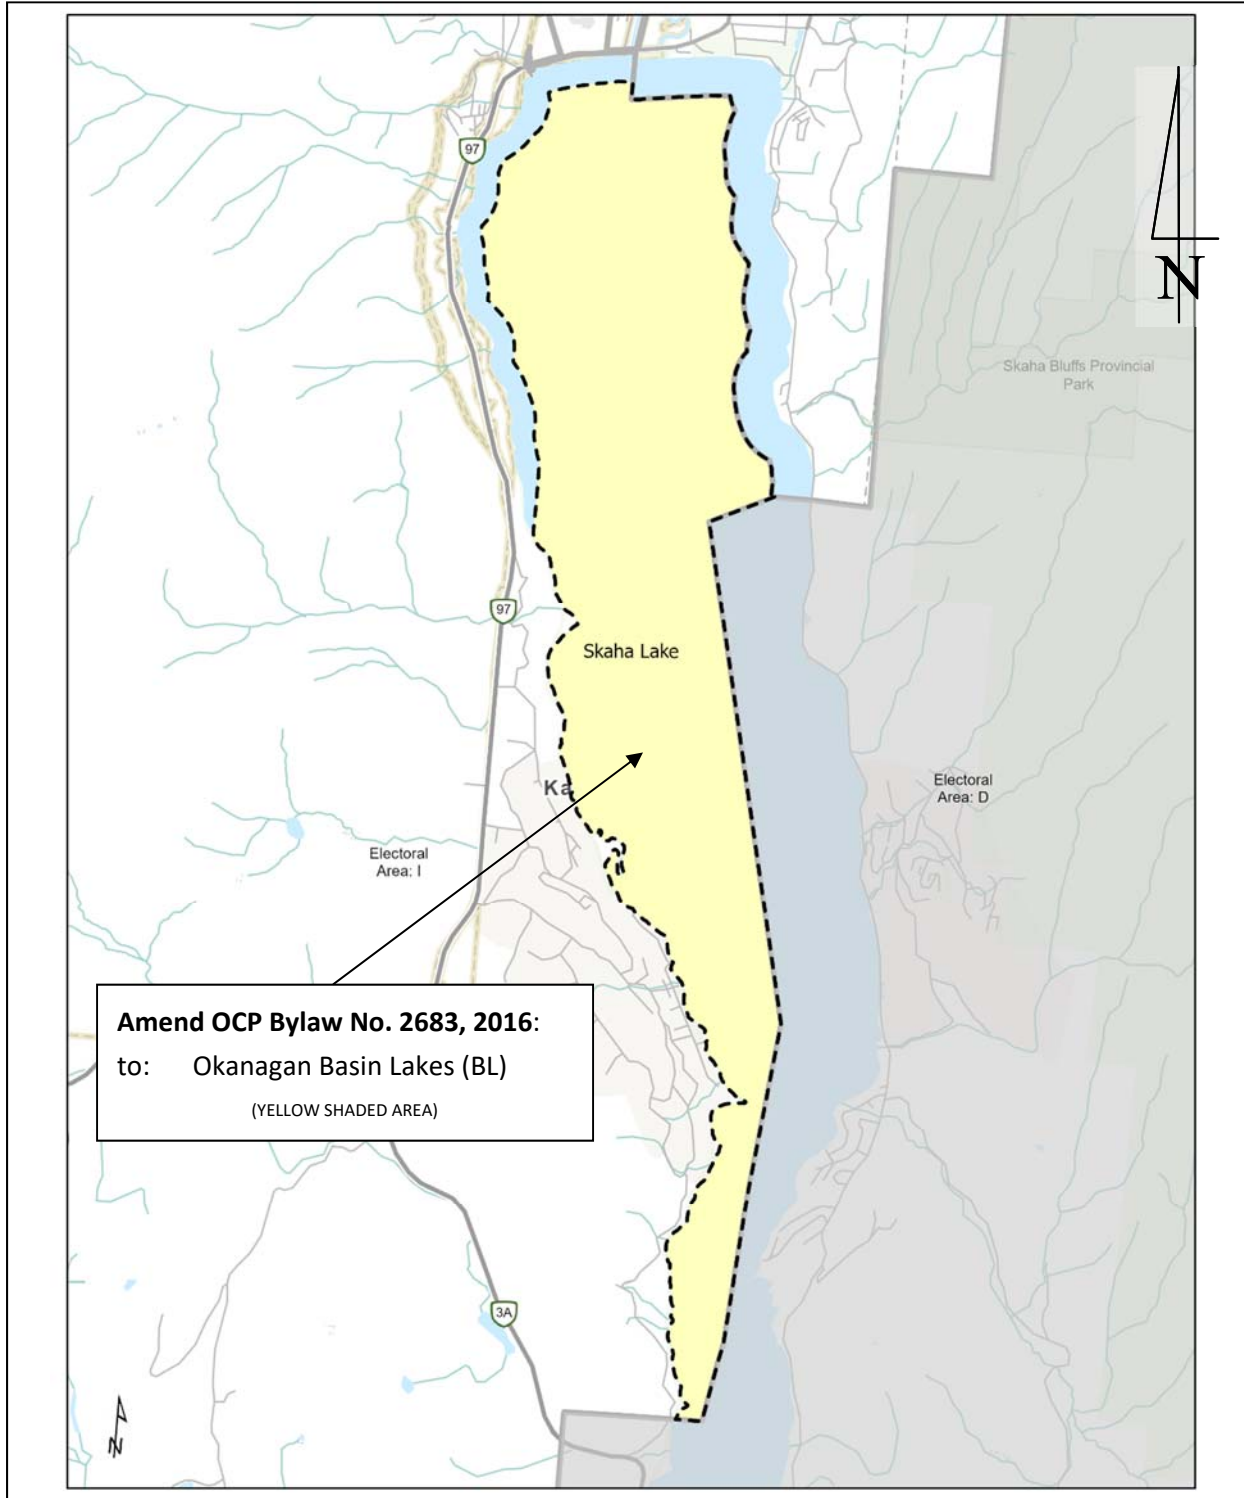 97
N
Skaha Bluffs Provincial
Park
97
Skaha Lake
Ka
Electoral
Area: D
Electoral
Area: I
Amend OCP Bylaw No. 2683, 2016:
to: Okanagan Basin Lakes (BL)
(YELLOW SHADED AREA)
3A
N